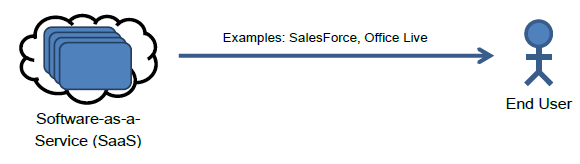 Examples: SalesForce, Office Live
Software-as-a-
Service (SaaS)
End User